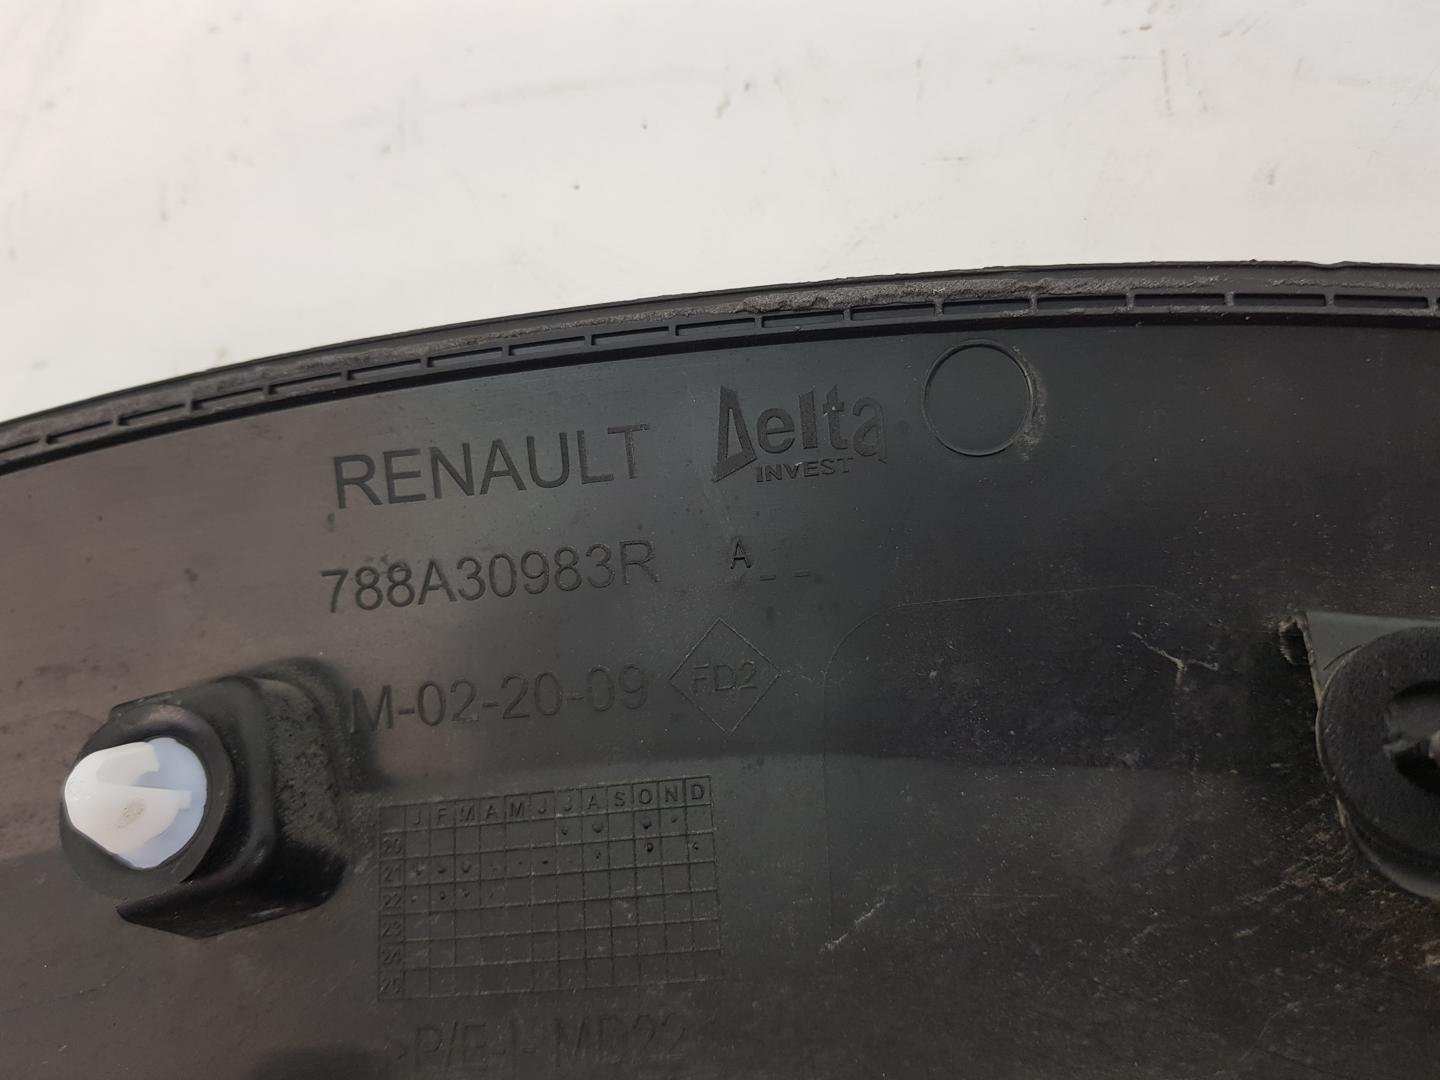 RENAULT Delta INVEST
788A30983R A _ _
M-02-20-09 FD2
J F M A M J J A S O N D
20
21
22
23
24
25